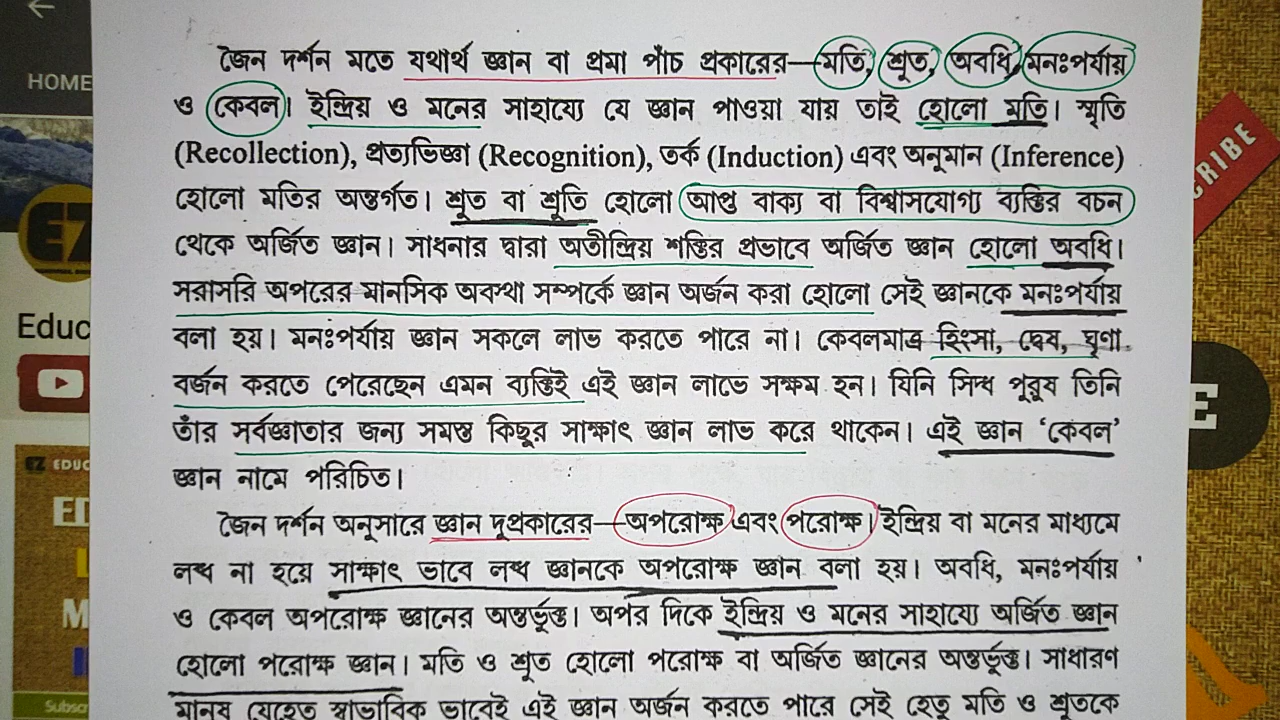 HOME
জৈন দর্শন মতে যথার্থ জ্ঞান বা প্রমা পাঁচ প্রকারের—মতি, শ্রুত, অবধি, মনঃপর্যায়
ও কেবল। ইন্দ্রিয় ও মনের সাহায্যে যে জ্ঞান পাওয়া যায় তাই হোলো মতি। স্মৃতি
(Recollection), প্রত্যভিজ্ঞা (Recognition), তর্ক (Induction) এবং অনুমান (Inference)
হোলো মতির অন্তর্গত। শ্রুত বা শ্রুতি হোলো আপ্ত বাক্য বা বিশ্বাসযোগ্য ব্যক্তির বচন
থেকে অর্জিত জ্ঞান। সাধনার দ্বারা অতীন্দ্রিয় শক্তির প্রভাবে অর্জিত জ্ঞান হোলো অবধি।
সরাসরি অপরের মানসিক অবস্থা সম্পর্কে জ্ঞান অর্জন করা হোলো সেই জ্ঞানকে মনঃপর্যায়
বলা হয়। মনঃপর্যায় জ্ঞান সকলে লাভ করতে পারে না। কেবলমাত্র হিংসা, দ্বেষ, ঘৃণা
বর্জন করতে পেরেছেন এমন ব্যক্তিই এই জ্ঞান লাভে সক্ষম হন। যিনি সিদ্ধ পুরুষ তিনি
তাঁর সর্বজ্ঞাতার জন্য সমস্ত কিছুর সাক্ষাৎ জ্ঞান লাভ করে থাকেন। এই জ্ঞান ‘কেবল’
জ্ঞান নামে পরিচিত।
জৈন দর্শন অনুসারে জ্ঞান দুপ্রকারের—অপরোক্ষ এবং পরোক্ষ। ইন্দ্রিয় বা মনের মাধ্যমে
লব্ধ না হয়ে সাক্ষাৎ ভাবে লব্ধ জ্ঞানকে অপরোক্ষ জ্ঞান বলা হয়। অবধি, মনঃপর্যায়
ও কেবল অপরোক্ষ জ্ঞানের অন্তর্ভুক্ত। অপর দিকে ইন্দ্রিয় ও মনের সাহায্যে অর্জিত জ্ঞান
হোলো পরোক্ষ জ্ঞান। মতি ও শ্রুত হোলো পরোক্ষ বা অর্জিত জ্ঞানের অন্তর্ভুক্ত। সাধারণ
মানুষ যেহেতু স্বাভাবিক ভাবেই এই জ্ঞান অর্জন করতে পারে সেই হেতু মতি ও শ্রুতকে
EZ
Educ
EZ EDUC
ED
M
Subsc
RIBE
E